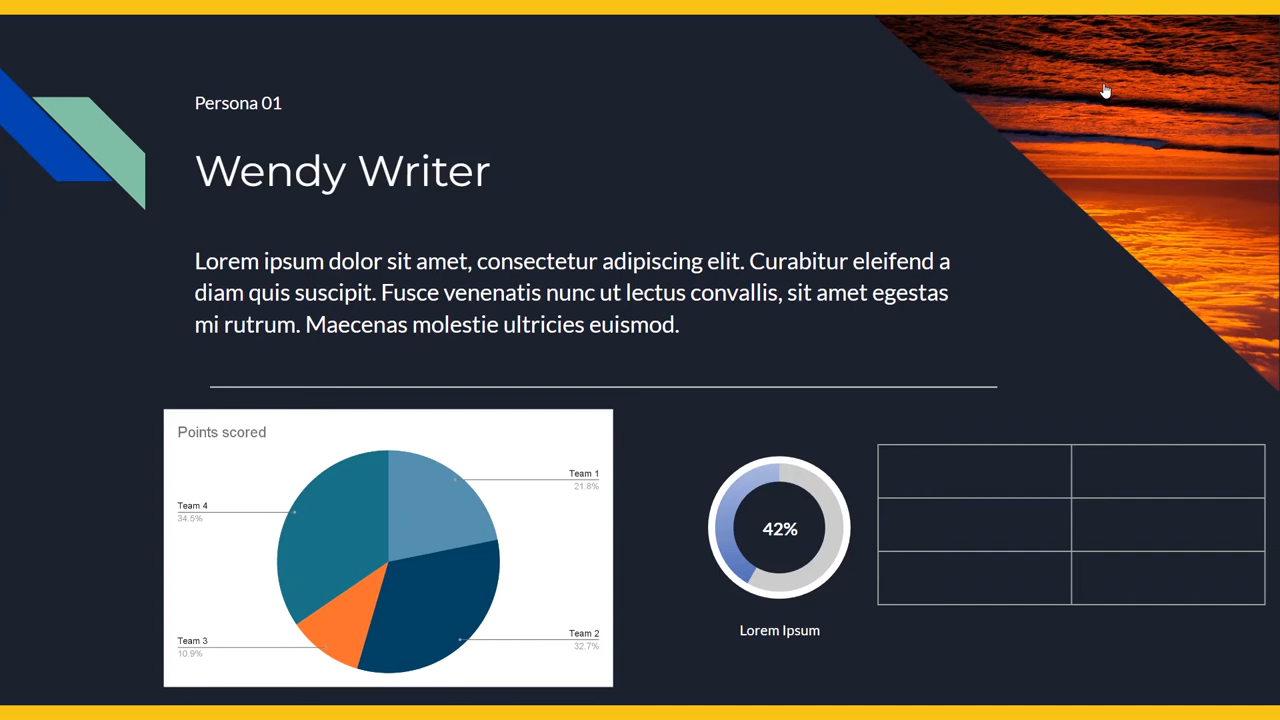 Persona 01
Wendy Writer
Lorem ipsum dolor sit amet, consectetur adipiscing elit. Curabitur eleifend a
diam quis suscipit. Fusce venenatis nunc ut lectus convallis, sit amet egestas
mi rutrum. Maecenas molestie ultricies euismod.
Points scored
Team 1
21.8%
Team 4
34.5%
Team 2
32.7%
Team 3
10.9%
42%
Lorem Ipsum